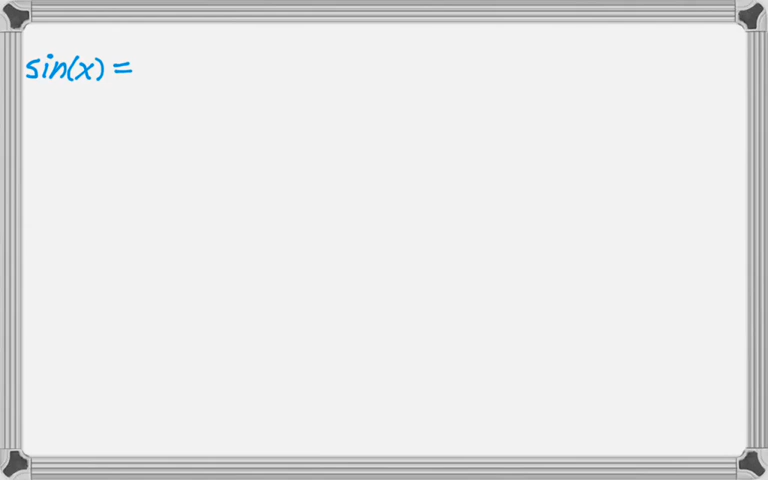 sin(x) =